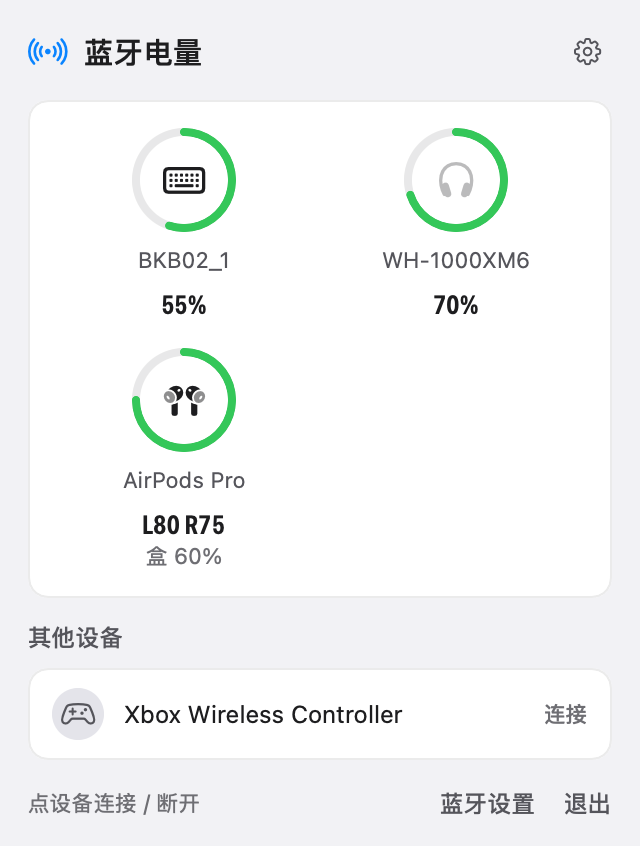 蓝牙电量
BKB02_1
55%
WH-1000XM6
70%
AirPods Pro
L80 R75
盒 60%
其他设备
Xbox Wireless Controller
连接
点设备连接 / 断开
蓝牙设置
退出